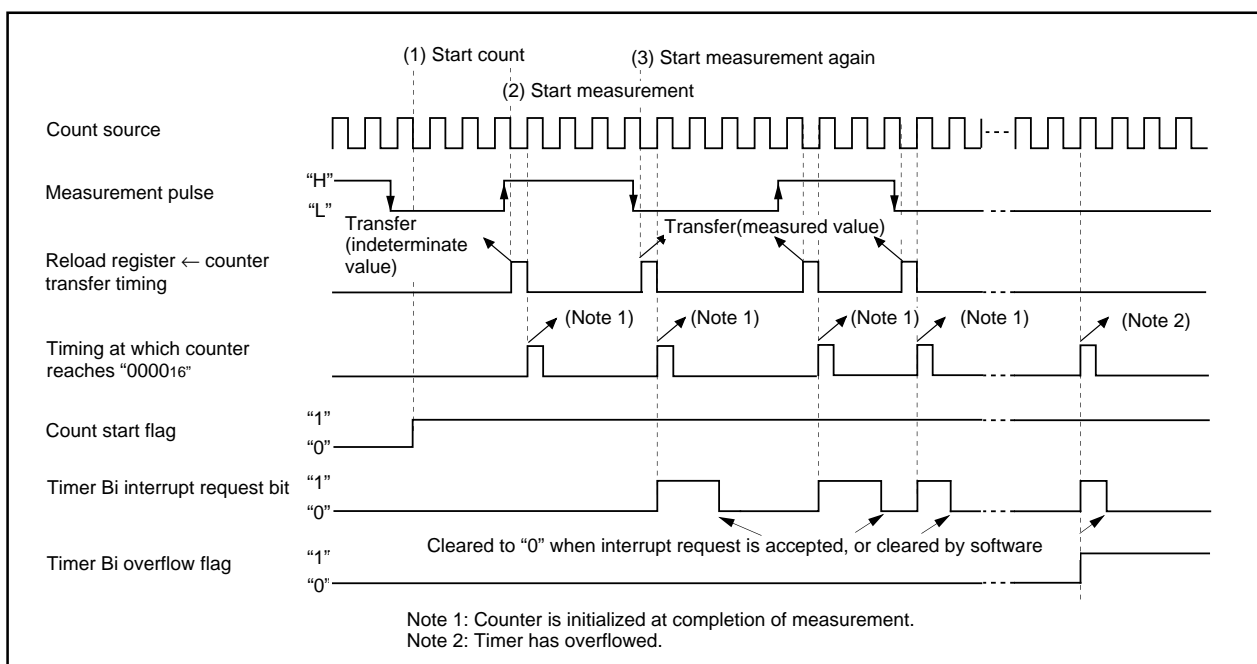 (1) Start count
(3) Start measurement again
(2) Start measurement
Count source
Measurement pulse
“H”
“L”
Transfer
(indeterminate
value)
Transfer(measured value)
Reload register ← counter
transfer timing
(Note 1)
(Note 1)
(Note 1)
(Note 1)
(Note 2)
Timing at which counter
reaches “000016”
Count start flag
“1”
“0”
Timer Bi interrupt request bit
“1”
“0”
Cleared to “0” when interrupt request is accepted, or cleared by software
Timer Bi overflow flag
“1”
“0”
Note 1: Counter is initialized at completion of measurement.
Note 2: Timer has overflowed.